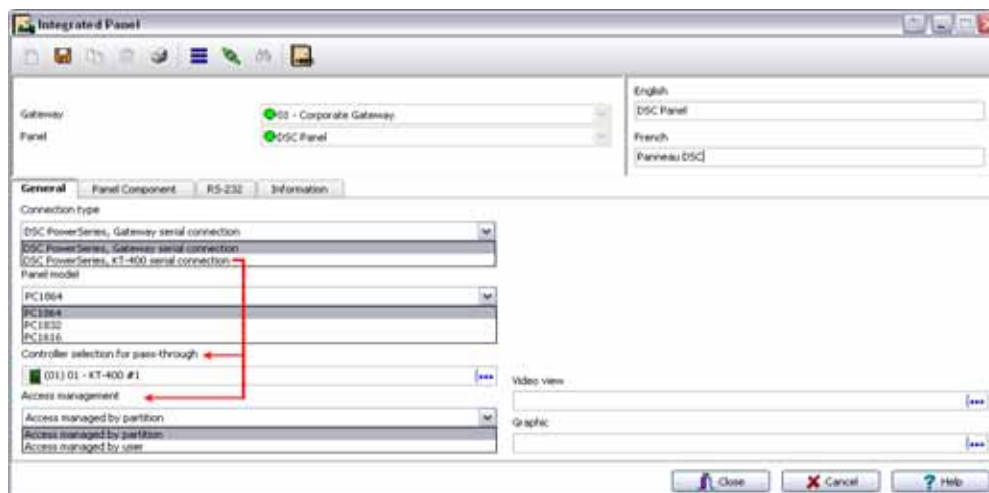 Integrated Panel
English
Gateway
01 - Corporate Gateway
DSC Panel
Panel
DSC Panel
French
Panneau DSC
General
Panel Component
RS-232
Information
Connection type
DSC PowerSeries, Gateway serial connection
DSC PowerSeries, Gateway serial connection
DSC PowerSeries, KT-400 serial connection
Panel model
PC1864
PC1864
PC1832
PC1616
Controller selection for pass-through
(01) 01 - KT-400 #1
Access management
Video view
Access managed by partition
Graphic
Access managed by partition
Access managed by user
Close
Cancel
Help